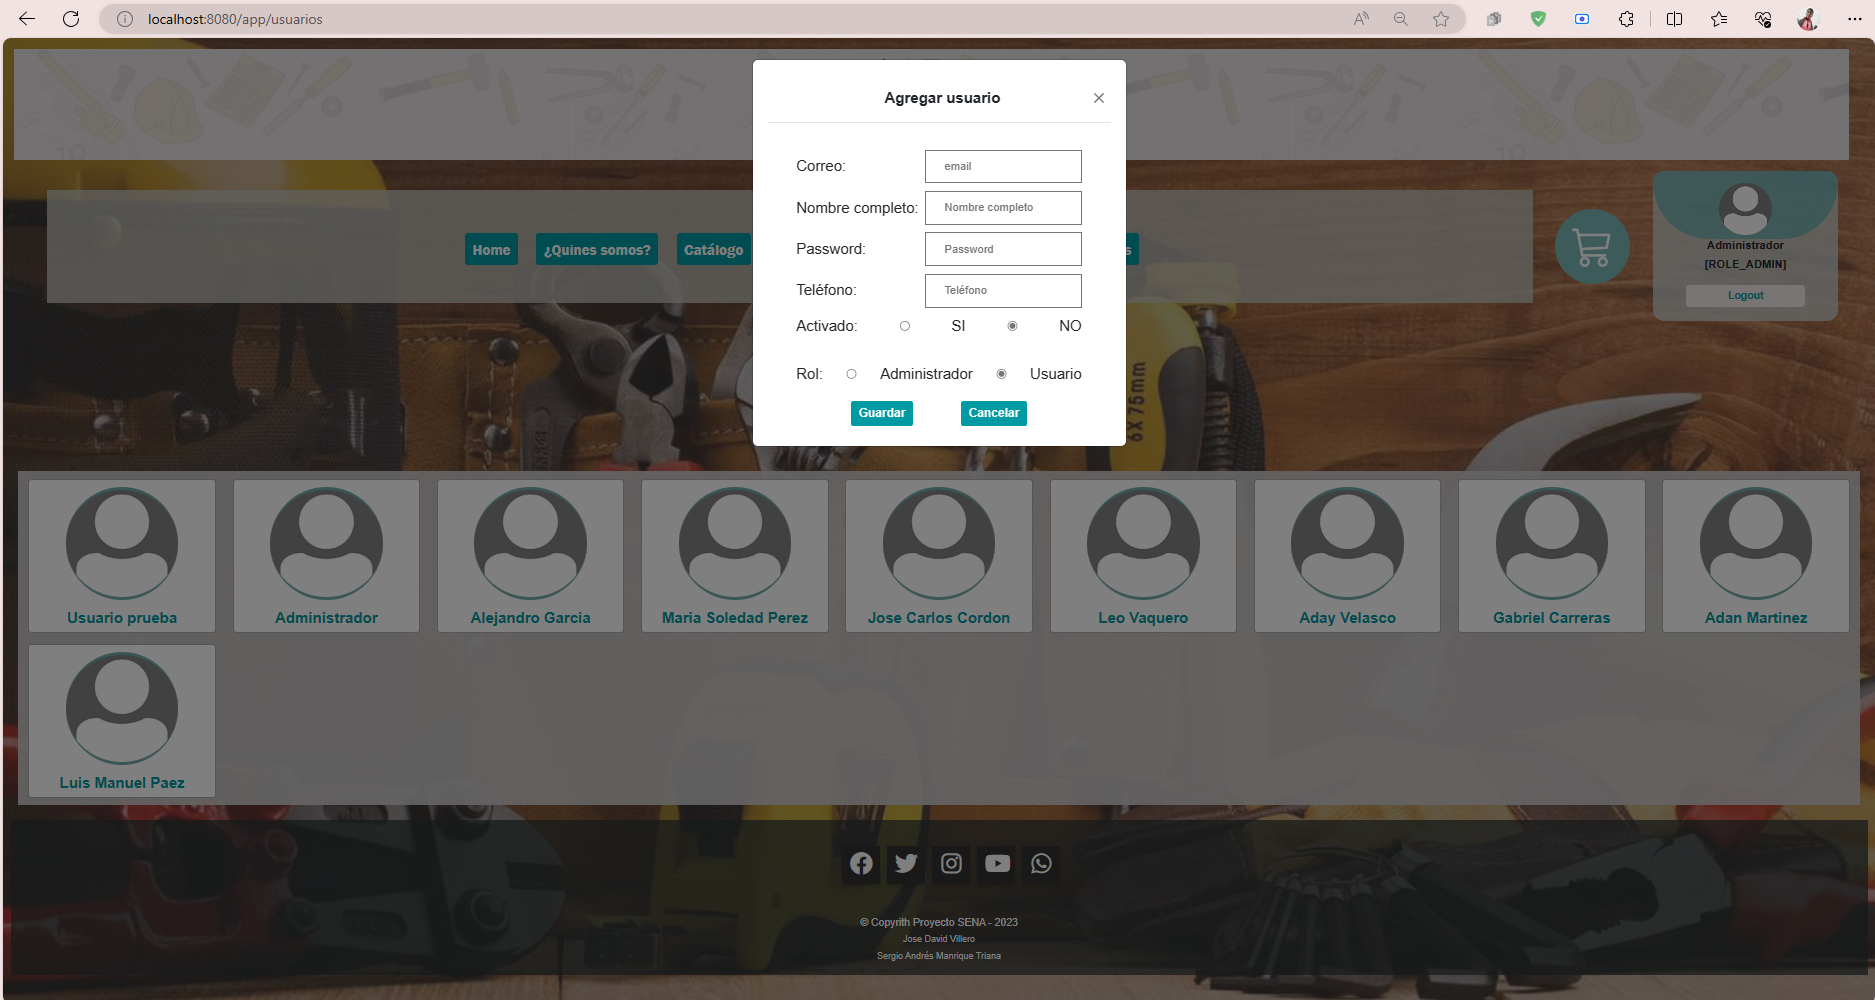 localhost:8080/app/usuarios
Agregar usuario
Correo:
email
Nombre completo:
Nombre completo
Password:
Password
Teléfono:
Teléfono
Activado: SI NO
Rol: Administrador Usuario
Guardar Cancelar
Home ¿Quines somos? Catálogo
Administrador
[ROLE_ADMIN]
Logout
6X75mm
Usuario prueba
Administrador
Alejandro Garcia
Maria Soledad Perez
Jose Carlos Cordon
Leo Vaquero
Aday Velasco
Gabriel Carreras
Adan Martinez
Luis Manuel Paez
© Copyrith Proyecto SENA - 2023
Jose David Villero
Sergio Andrés Manrique Triana